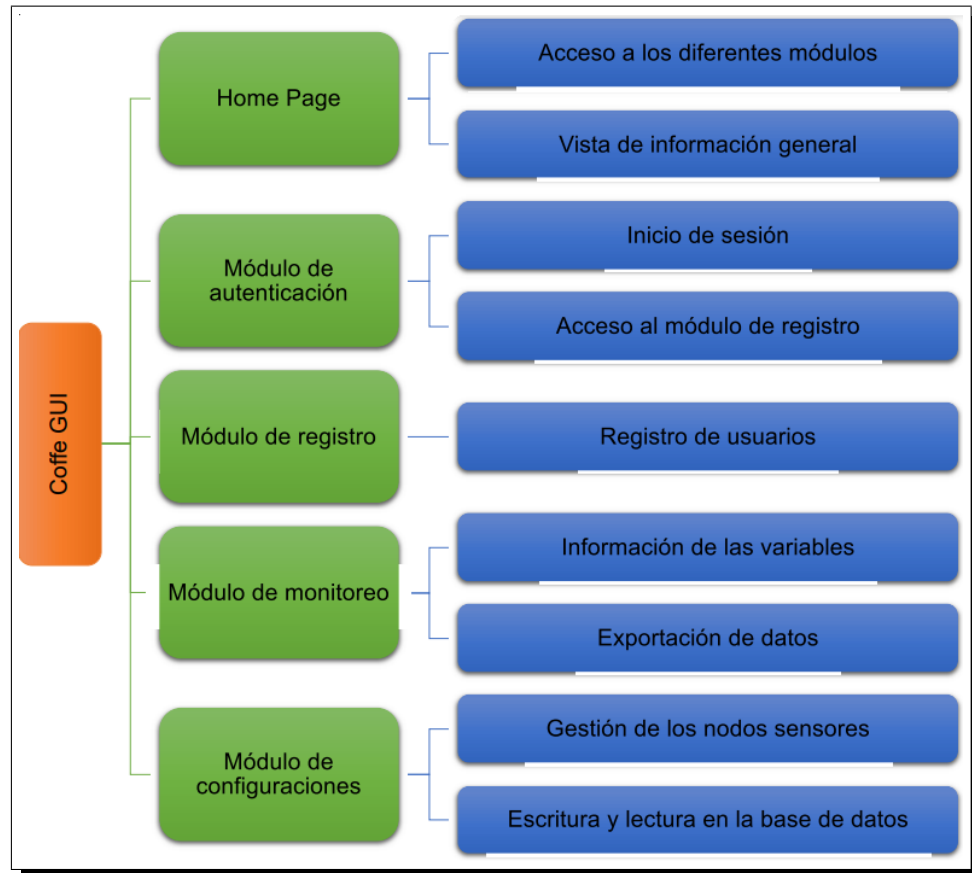 Coffe GUI
Home Page
Acceso a los diferentes módulos
Vista de información general
Módulo de
autenticación
Inicio de sesión
Acceso al módulo de registro
Módulo de registro
Registro de usuarios
Módulo de monitoreo
Información de las variables
Exportación de datos
Módulo de
configuraciones
Gestión de los nodos sensores
Escritura y lectura en la base de datos